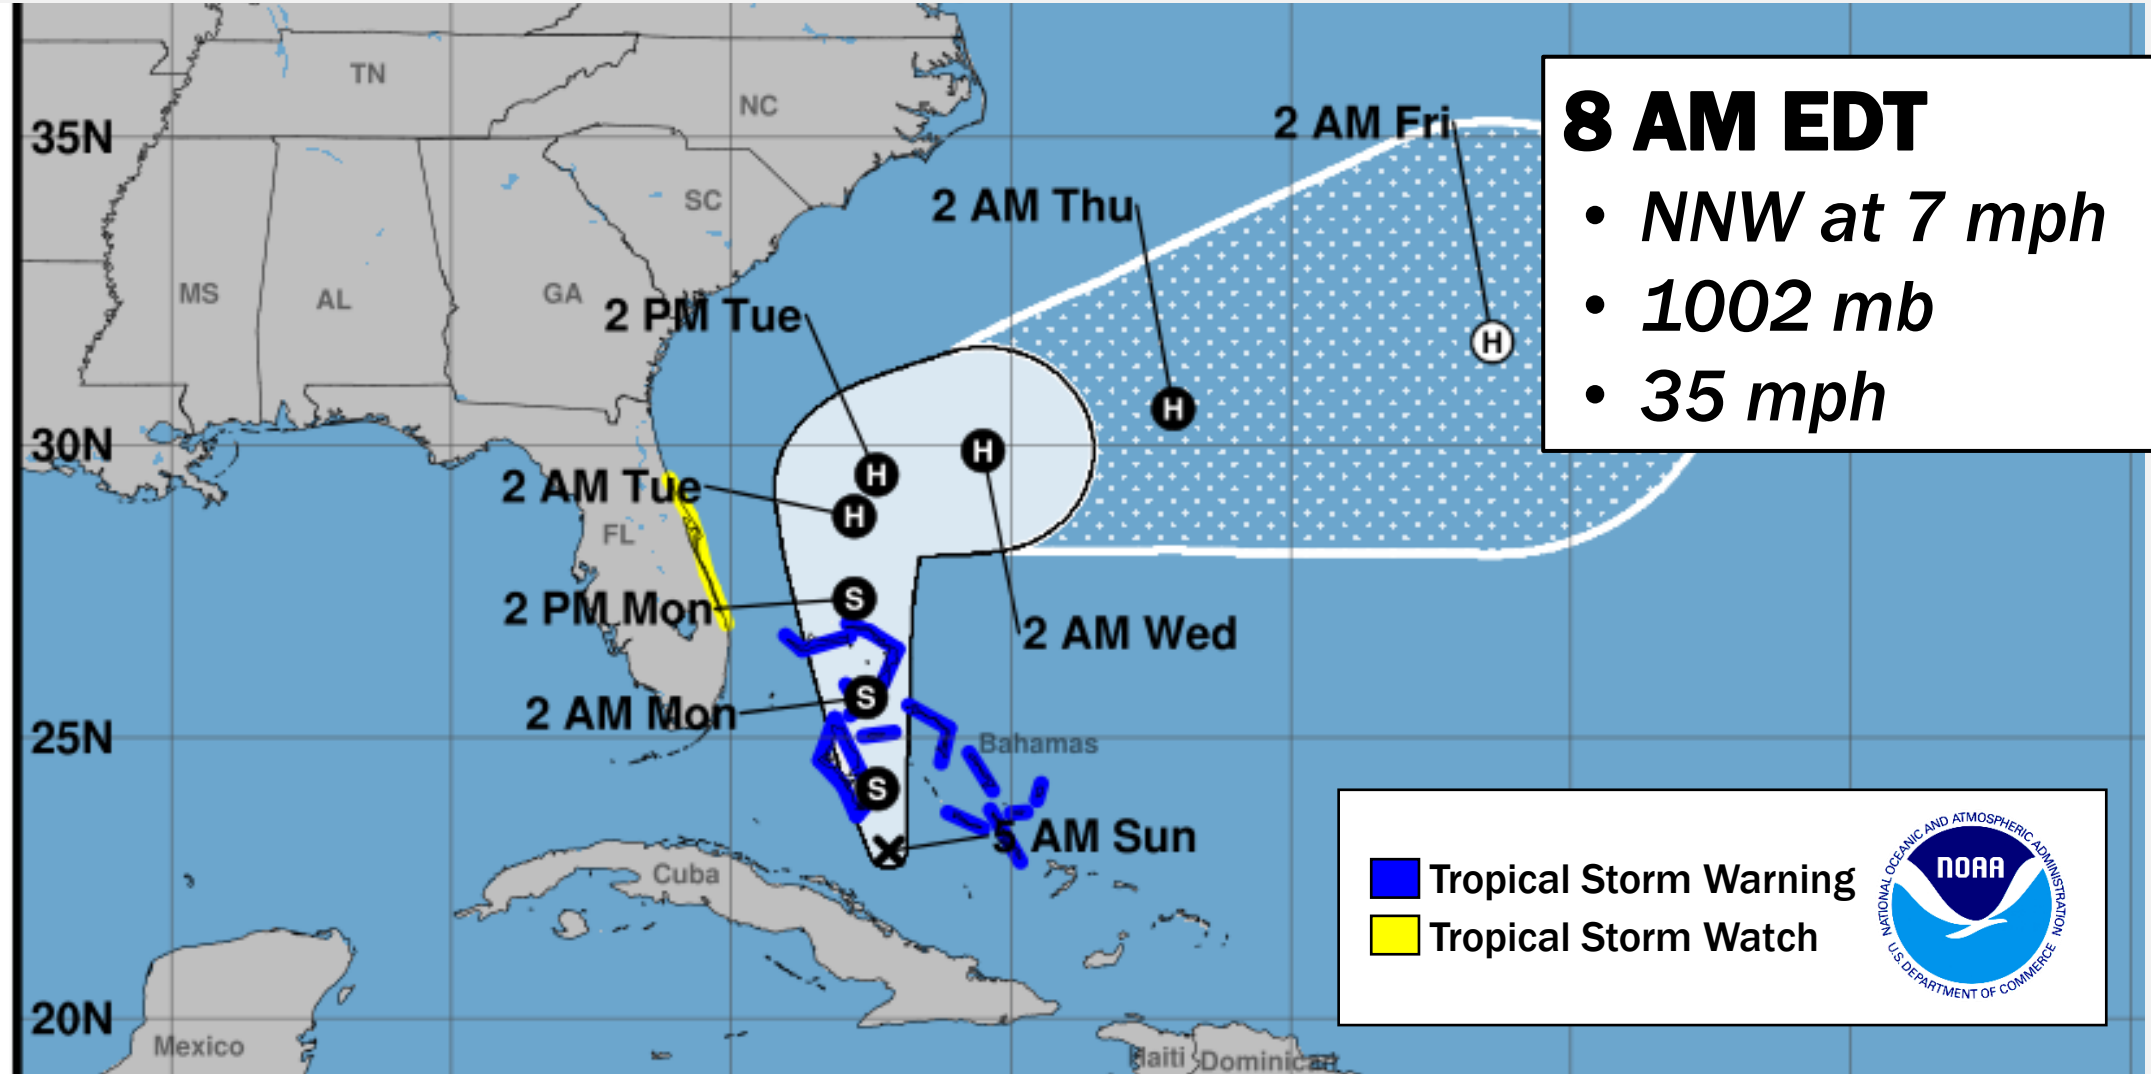 TN
NC
35N
2 AM Fri
8 AM EDT
• NNW at 7 mph
• 1002 mb
• 35 mph
SC
2 AM Thu
MS
AL
GA
2 PM Tue
H
H
30N
H
H
2 AM Tue
H
FL
2 PM Mon
S
2 AM Wed
2 AM Mon
S
25N
Bahamas
S
5 AM Sun
Cuba
Tropical Storm Warning
Tropical Storm Watch
NATIONAL OCEANIC AND ATMOSPHERIC ADMINISTRATION
NOAA
U.S. DEPARTMENT OF COMMERCE
20N
Mexico
Haiti
Dominican